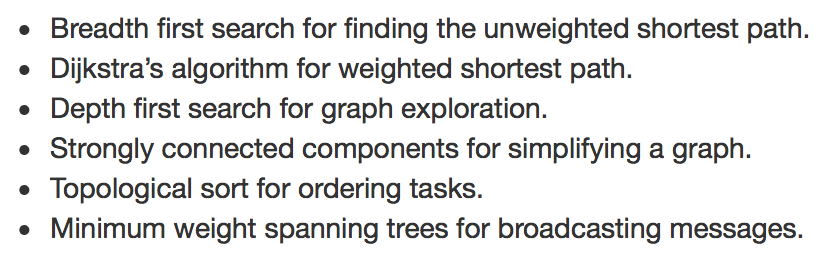 • Breadth first search for finding the unweighted shortest path.
• Dijkstra’s algorithm for weighted shortest path.
• Depth first search for graph exploration.
• Strongly connected components for simplifying a graph.
• Topological sort for ordering tasks.
• Minimum weight spanning trees for broadcasting messages.